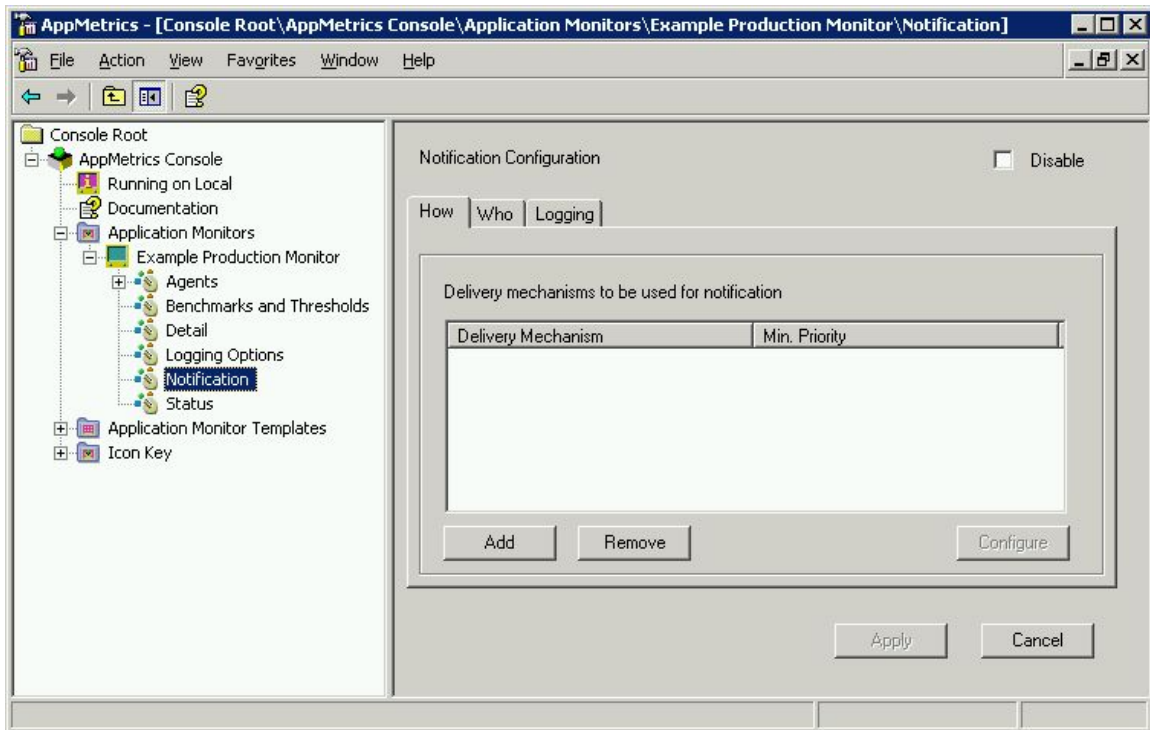 AppMetrics - [Console Root\AppMetrics Console\Application Monitors\Example Production Monitor\Notification]
File Action View Favorites Window Help
Console Root
AppMetrics Console
Running on Local
Documentation
Application Monitors
Example Production Monitor
Agents
Benchmarks and Thresholds
Detail
Logging Options
Notification
Status
Application Monitor Templates
Icon Key
Notification Configuration
Disable
How Who Logging
Delivery mechanisms to be used for notification
Delivery Mechanism Min. Priority
Add Remove Configure
Apply Cancel